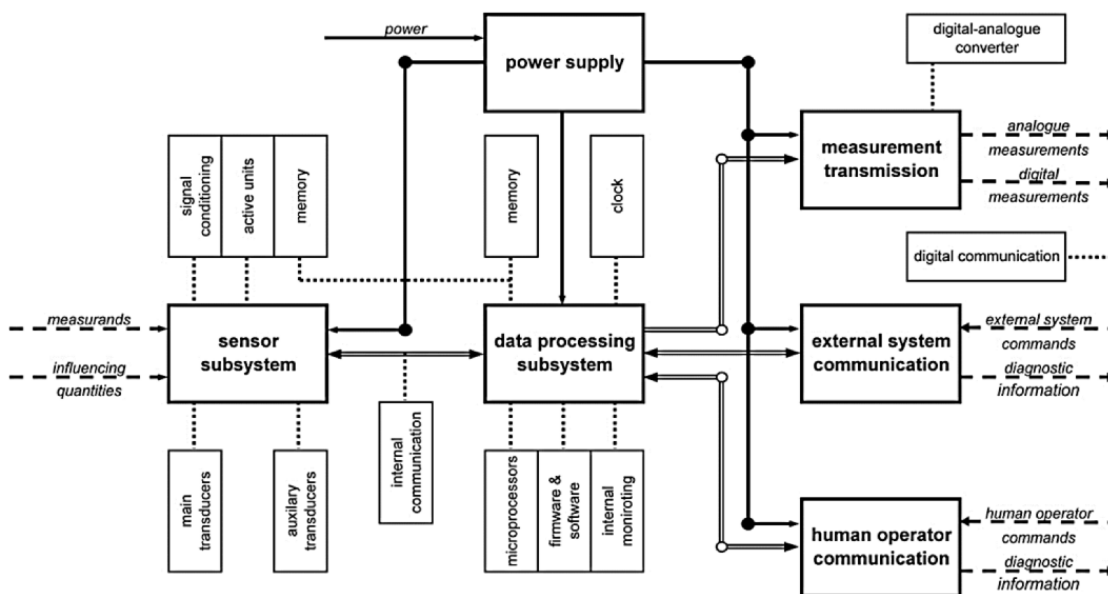 power
power supply
digital-analogue
converter
signal
conditioning
active units
memory
memory
clock
measurement
transmission
analogue
measurements
digital
measurements
digital communication
measurands
influencing
quantities
sensor
subsystem
data processing
subsystem
external system
communication
external system
commands
diagnostic
information
main
transducers
auxilary
transducers
internal
communication
microprocessors
firmware &
software
internal
moniroting
human operator
communication
human operator
commands
diagnostic
information